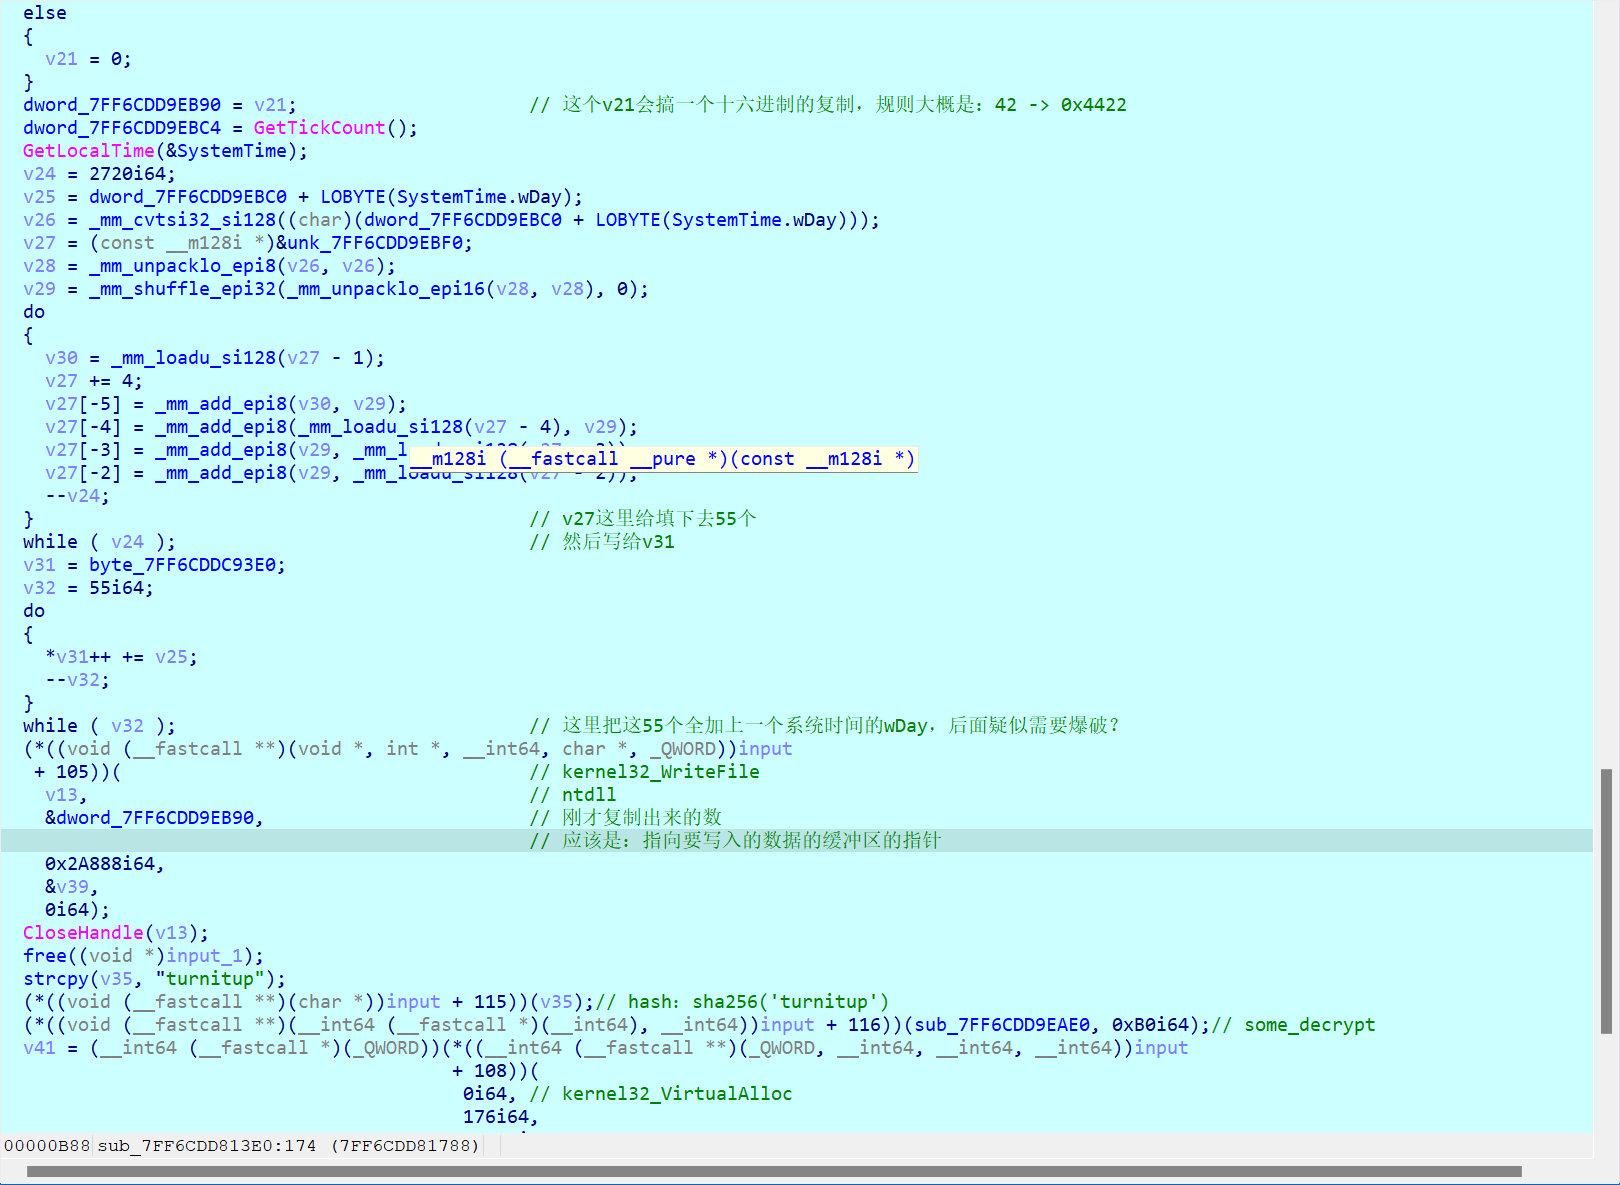 else
{
  v21 = 0;
}
dword_7FF6CDD9EB90 = v21;                     // 这个v21会搞一个十六进制的复制，规则大概是：42 -> 0x4422
dword_7FF6CDD9EBC4 = GetTickCount();
GetLocalTime(&SystemTime);
v24 = 2720i64;
v25 = dword_7FF6CDD9EBC0 + LOBYTE(SystemTime.wDay);
v26 = _mm_cvtsi32_si128((char)(dword_7FF6CDD9EBC0 + LOBYTE(SystemTime.wDay)));
v27 = (const __m128i *)&unk_7FF6CDD9EBF0;
v28 = _mm_unpacklo_epi8(v26, v26);
v29 = _mm_shuffle_epi32(_mm_unpacklo_epi16(v28, v28), 0);
do
{
  v30 = _mm_loadu_si128(v27 - 1);
  v27 += 4;
  v27[-5] = _mm_add_epi8(v30, v29);
  v27[-4] = _mm_add_epi8(_mm_loadu_si128(v27 - 4), v29);
  v27[-3] = _mm_add_epi8(v29,
__m128i (__fastcall __pure *)(const __m128i *)
  v27[-2] = _mm_add_epi8(v29, _mm_loadu_si128(v27 - 2));
  --v24;
}                                             // v27这里给填下去55个
while ( v24 );                                // 然后写给v31
v31 = byte_7FF6CDDC93E0;
v32 = 55i64;
do
{
  *v31++ += v25;
  --v32;
}
while ( v32 );                                // 这里把这55个全加上一个系统时间的wDay，后面疑似需要爆破？
(*((void (__fastcall **)(void *, int *, __int64, char *, _QWORD))input
 + 105))(                                     // kernel32_WriteFile
  v13,                                        // ntdll
  &dword_7FF6CDD9EB90,                        // 刚才复制出来的数
                                              // 应该是：指向要写入的数据的缓冲区的指针
  0x2A888i64,
  &v39,
  0i64);
CloseHandle(v13);
free((void *)input_1);
strcpy(v35, "turnitup");
(*((void (__fastcall **)(char *))input + 115))(v35);// hash：sha256('turnitup')
(*((void (__fastcall **)(__int64 (__fastcall *)(__int64), __int64))input + 116))(sub_7FF6CDD9EAE0, 0xB0i64);// some_decrypt
v41 = (__int64 (__fastcall *)(_QWORD))(*((__int64 (__fastcall **)(_QWORD, __int64, __int64, __int64))input
                                       + 108))(
                                        0i64, // kernel32_VirtualAlloc
                                        176i64,
00000B88 sub_7FF6CDD813E0:174 (7FF6CDD81788)